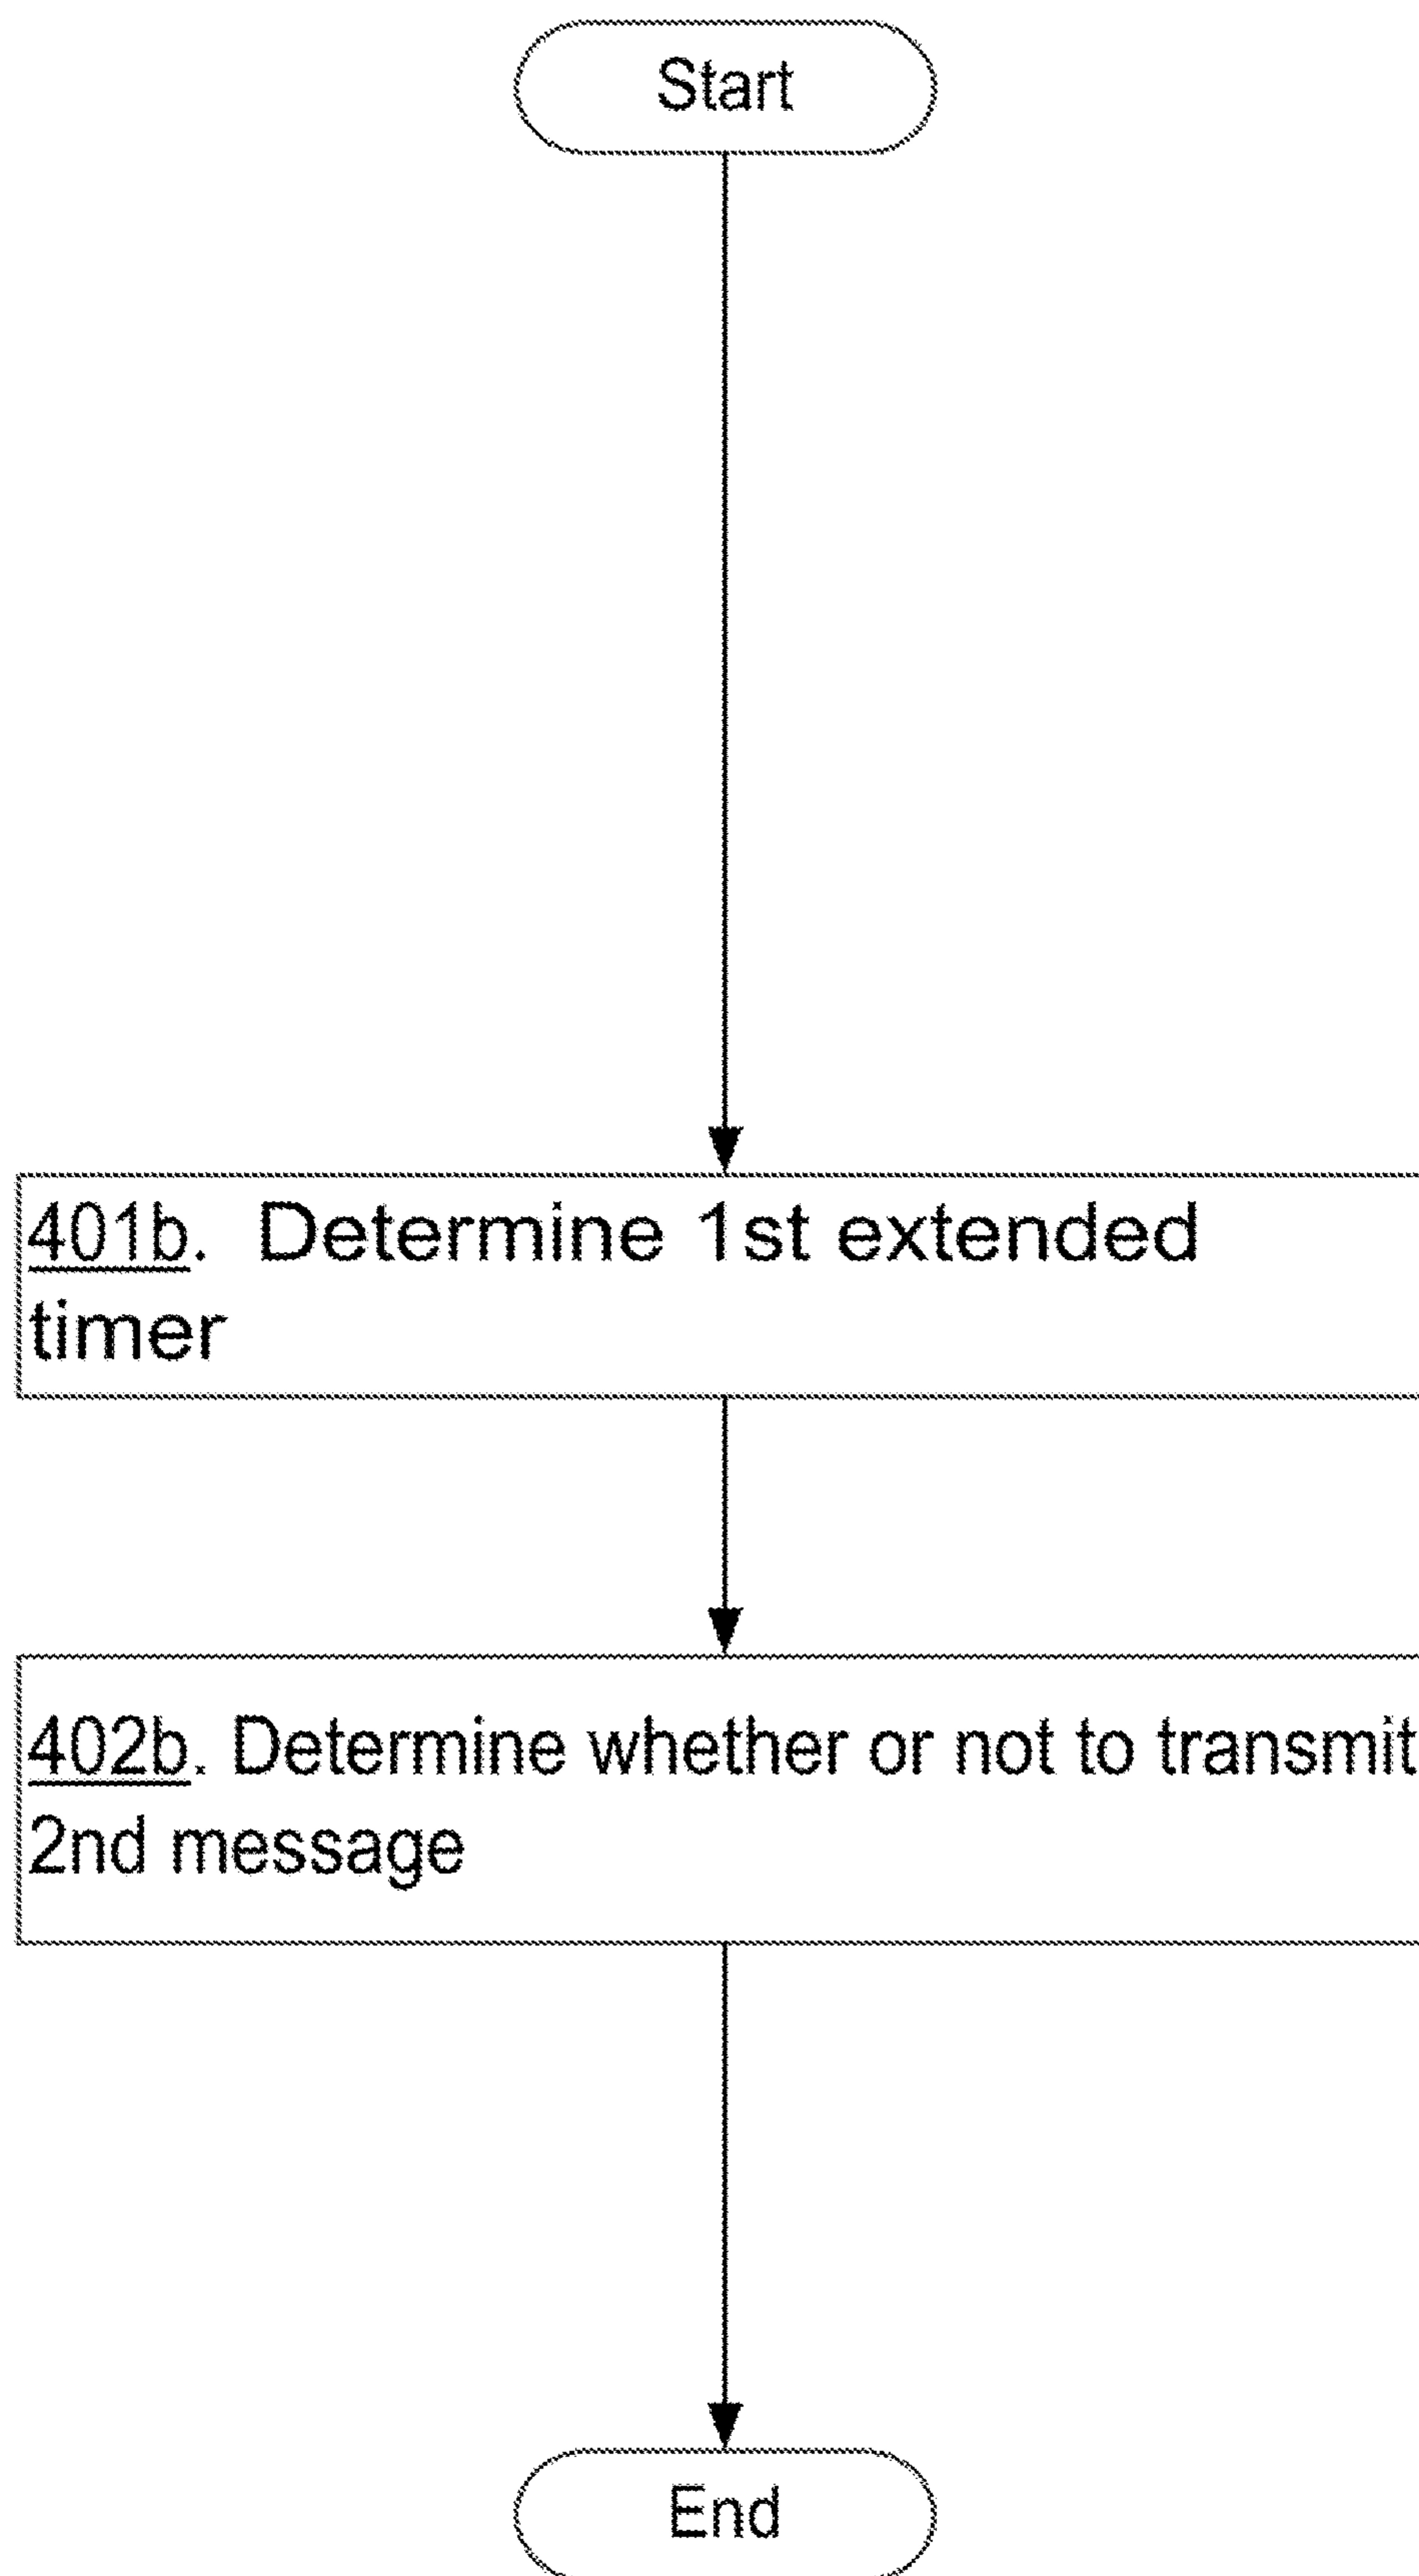 Start
401b.  Determine 1st extended
timer
402b. Determine whether or not to transmit
2nd message
End